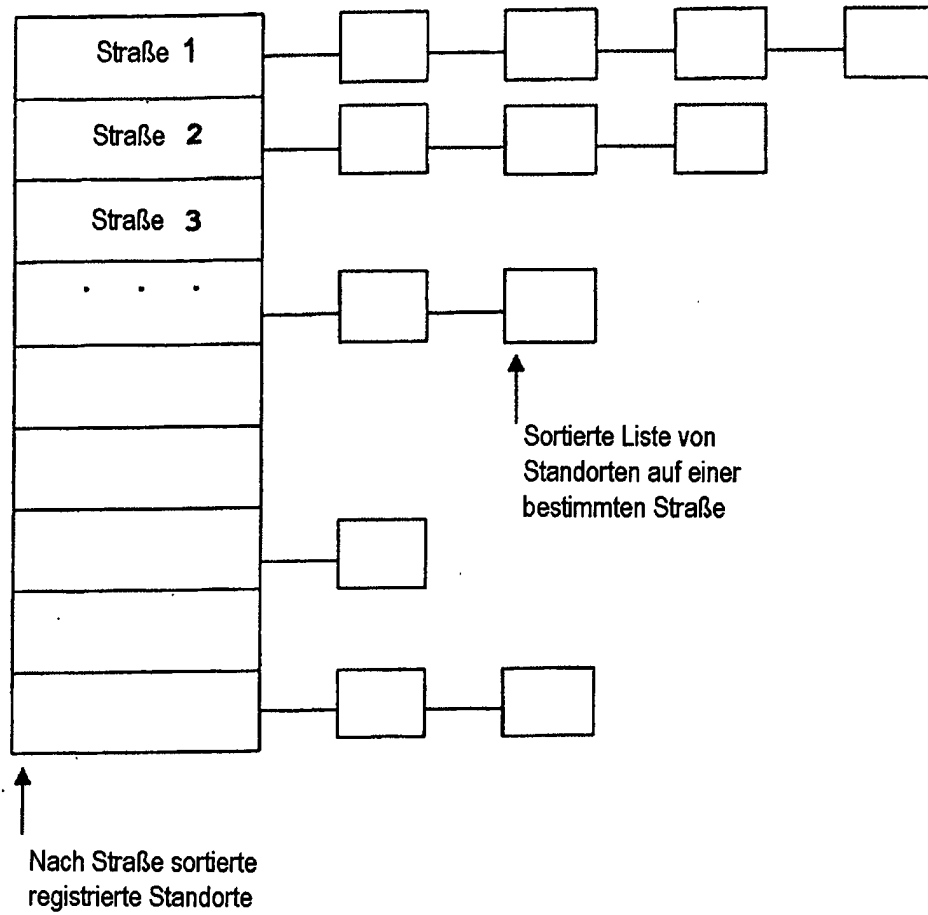 Straße 1
Straße 2
Straße 3
. . .
Sortierte Liste von
Standorten auf einer
bestimmten Straße
Nach Straße sortierte
registrierte Standorte